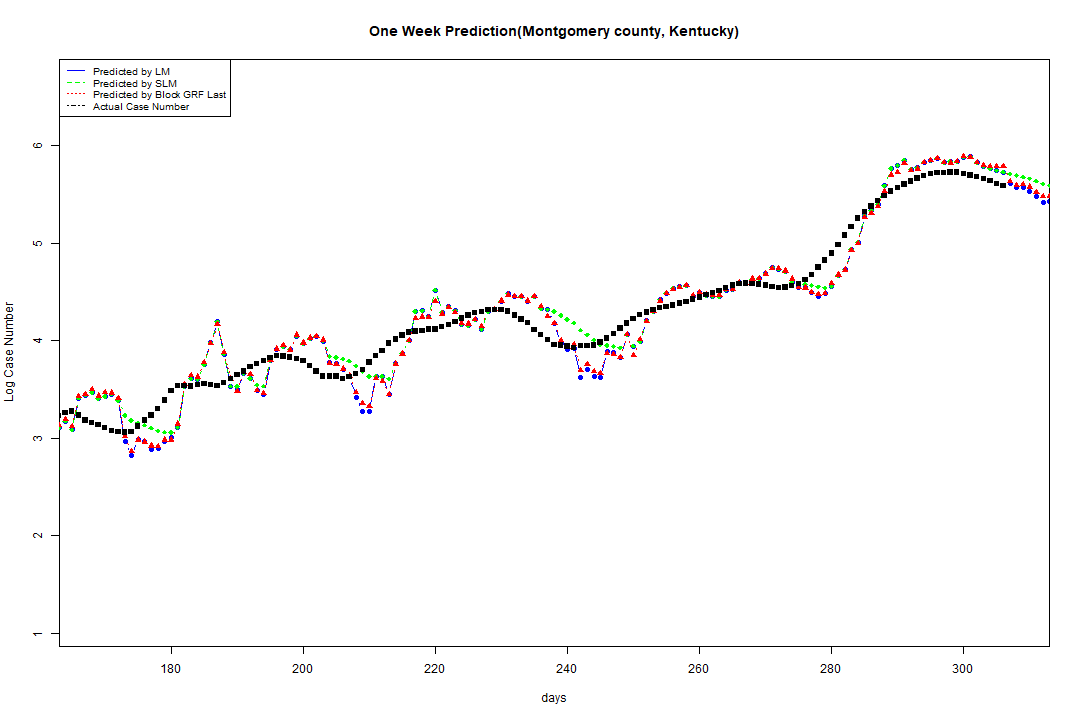 One Week Prediction(Montgomery county, Kentucky)
Predicted by LM
Predicted by SLM
Predicted by Block GRF Last
Actual Case Number
6
5
4
3
2
1
Log Case Number
180 200 220 240 260 280 300
days